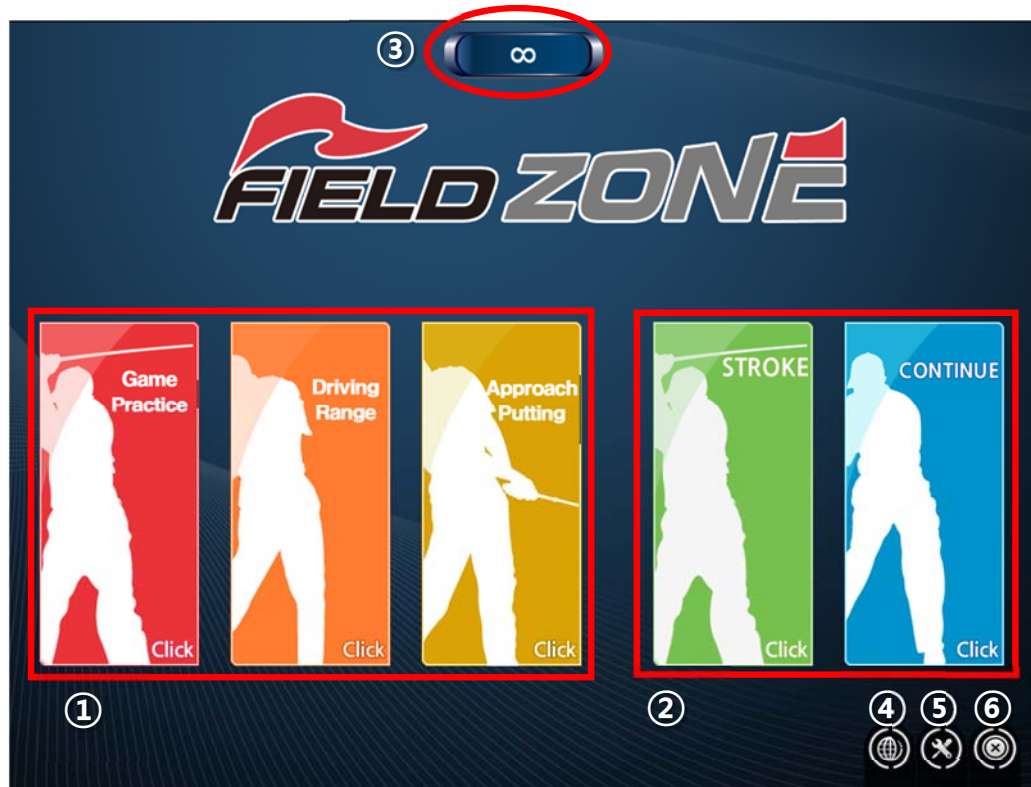 ③
∞
FIELD ZONE
Game
Practice
Click
Driving
Range
Click
Approach
Putting
Click
STROKE
Click
CONTINUE
Click
①
②
④ ⑤ ⑥